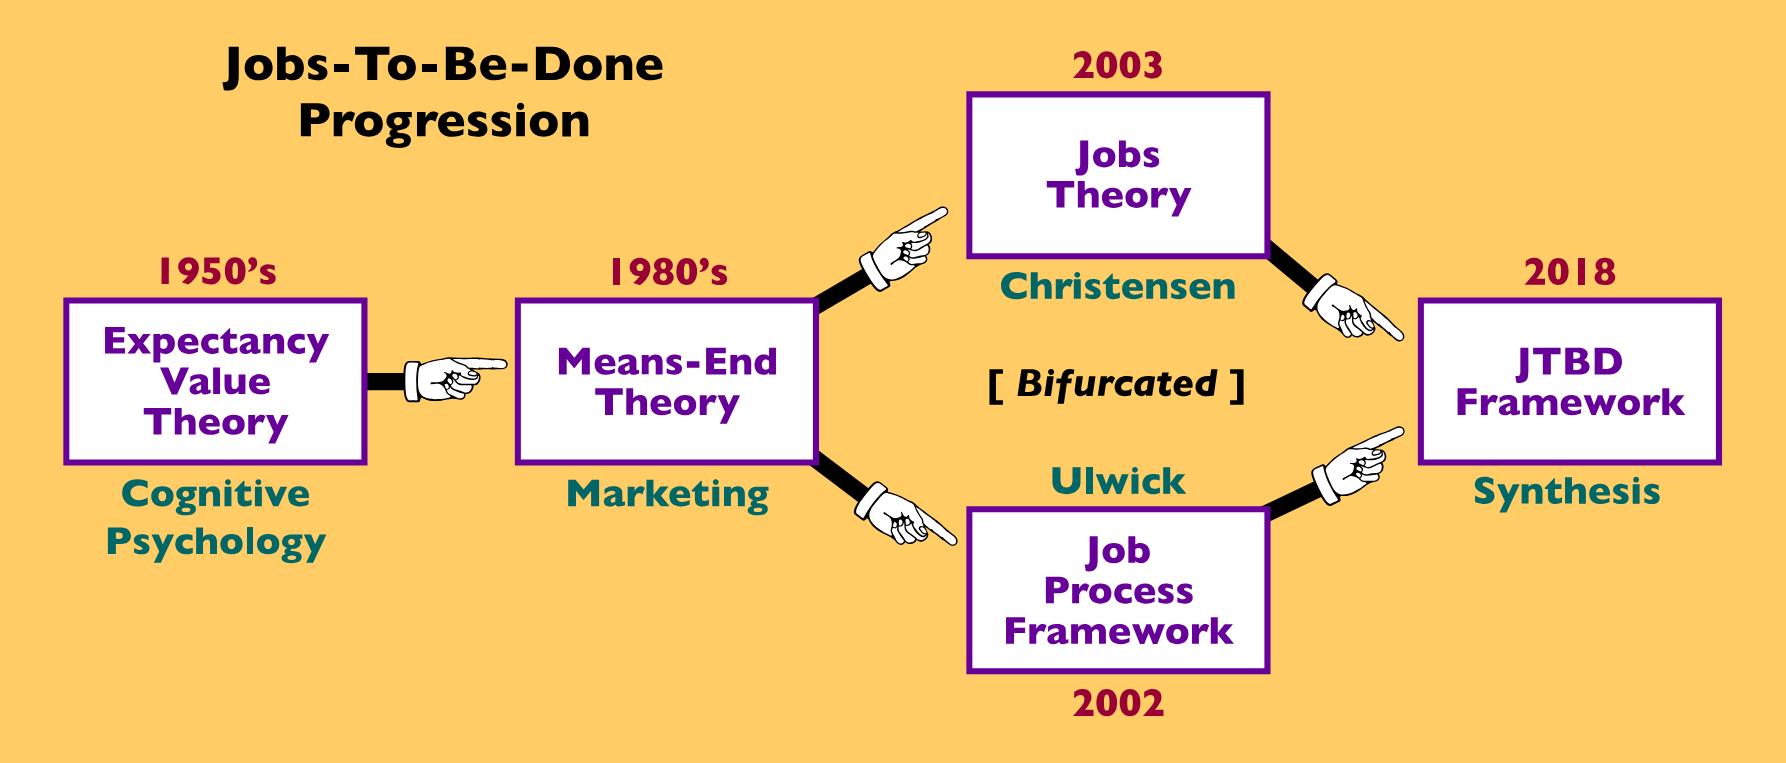 Jobs-To-Be-Done
Progression
1950's
Expectancy
Value
Theory
Cognitive
Psychology
1980's
Means-End
Theory
Marketing
2003
Jobs
Theory
Christensen
[ Bifurcated ]
Ulwick
Job
Process
Framework
2002
2018
JTBD
Framework
Synthesis